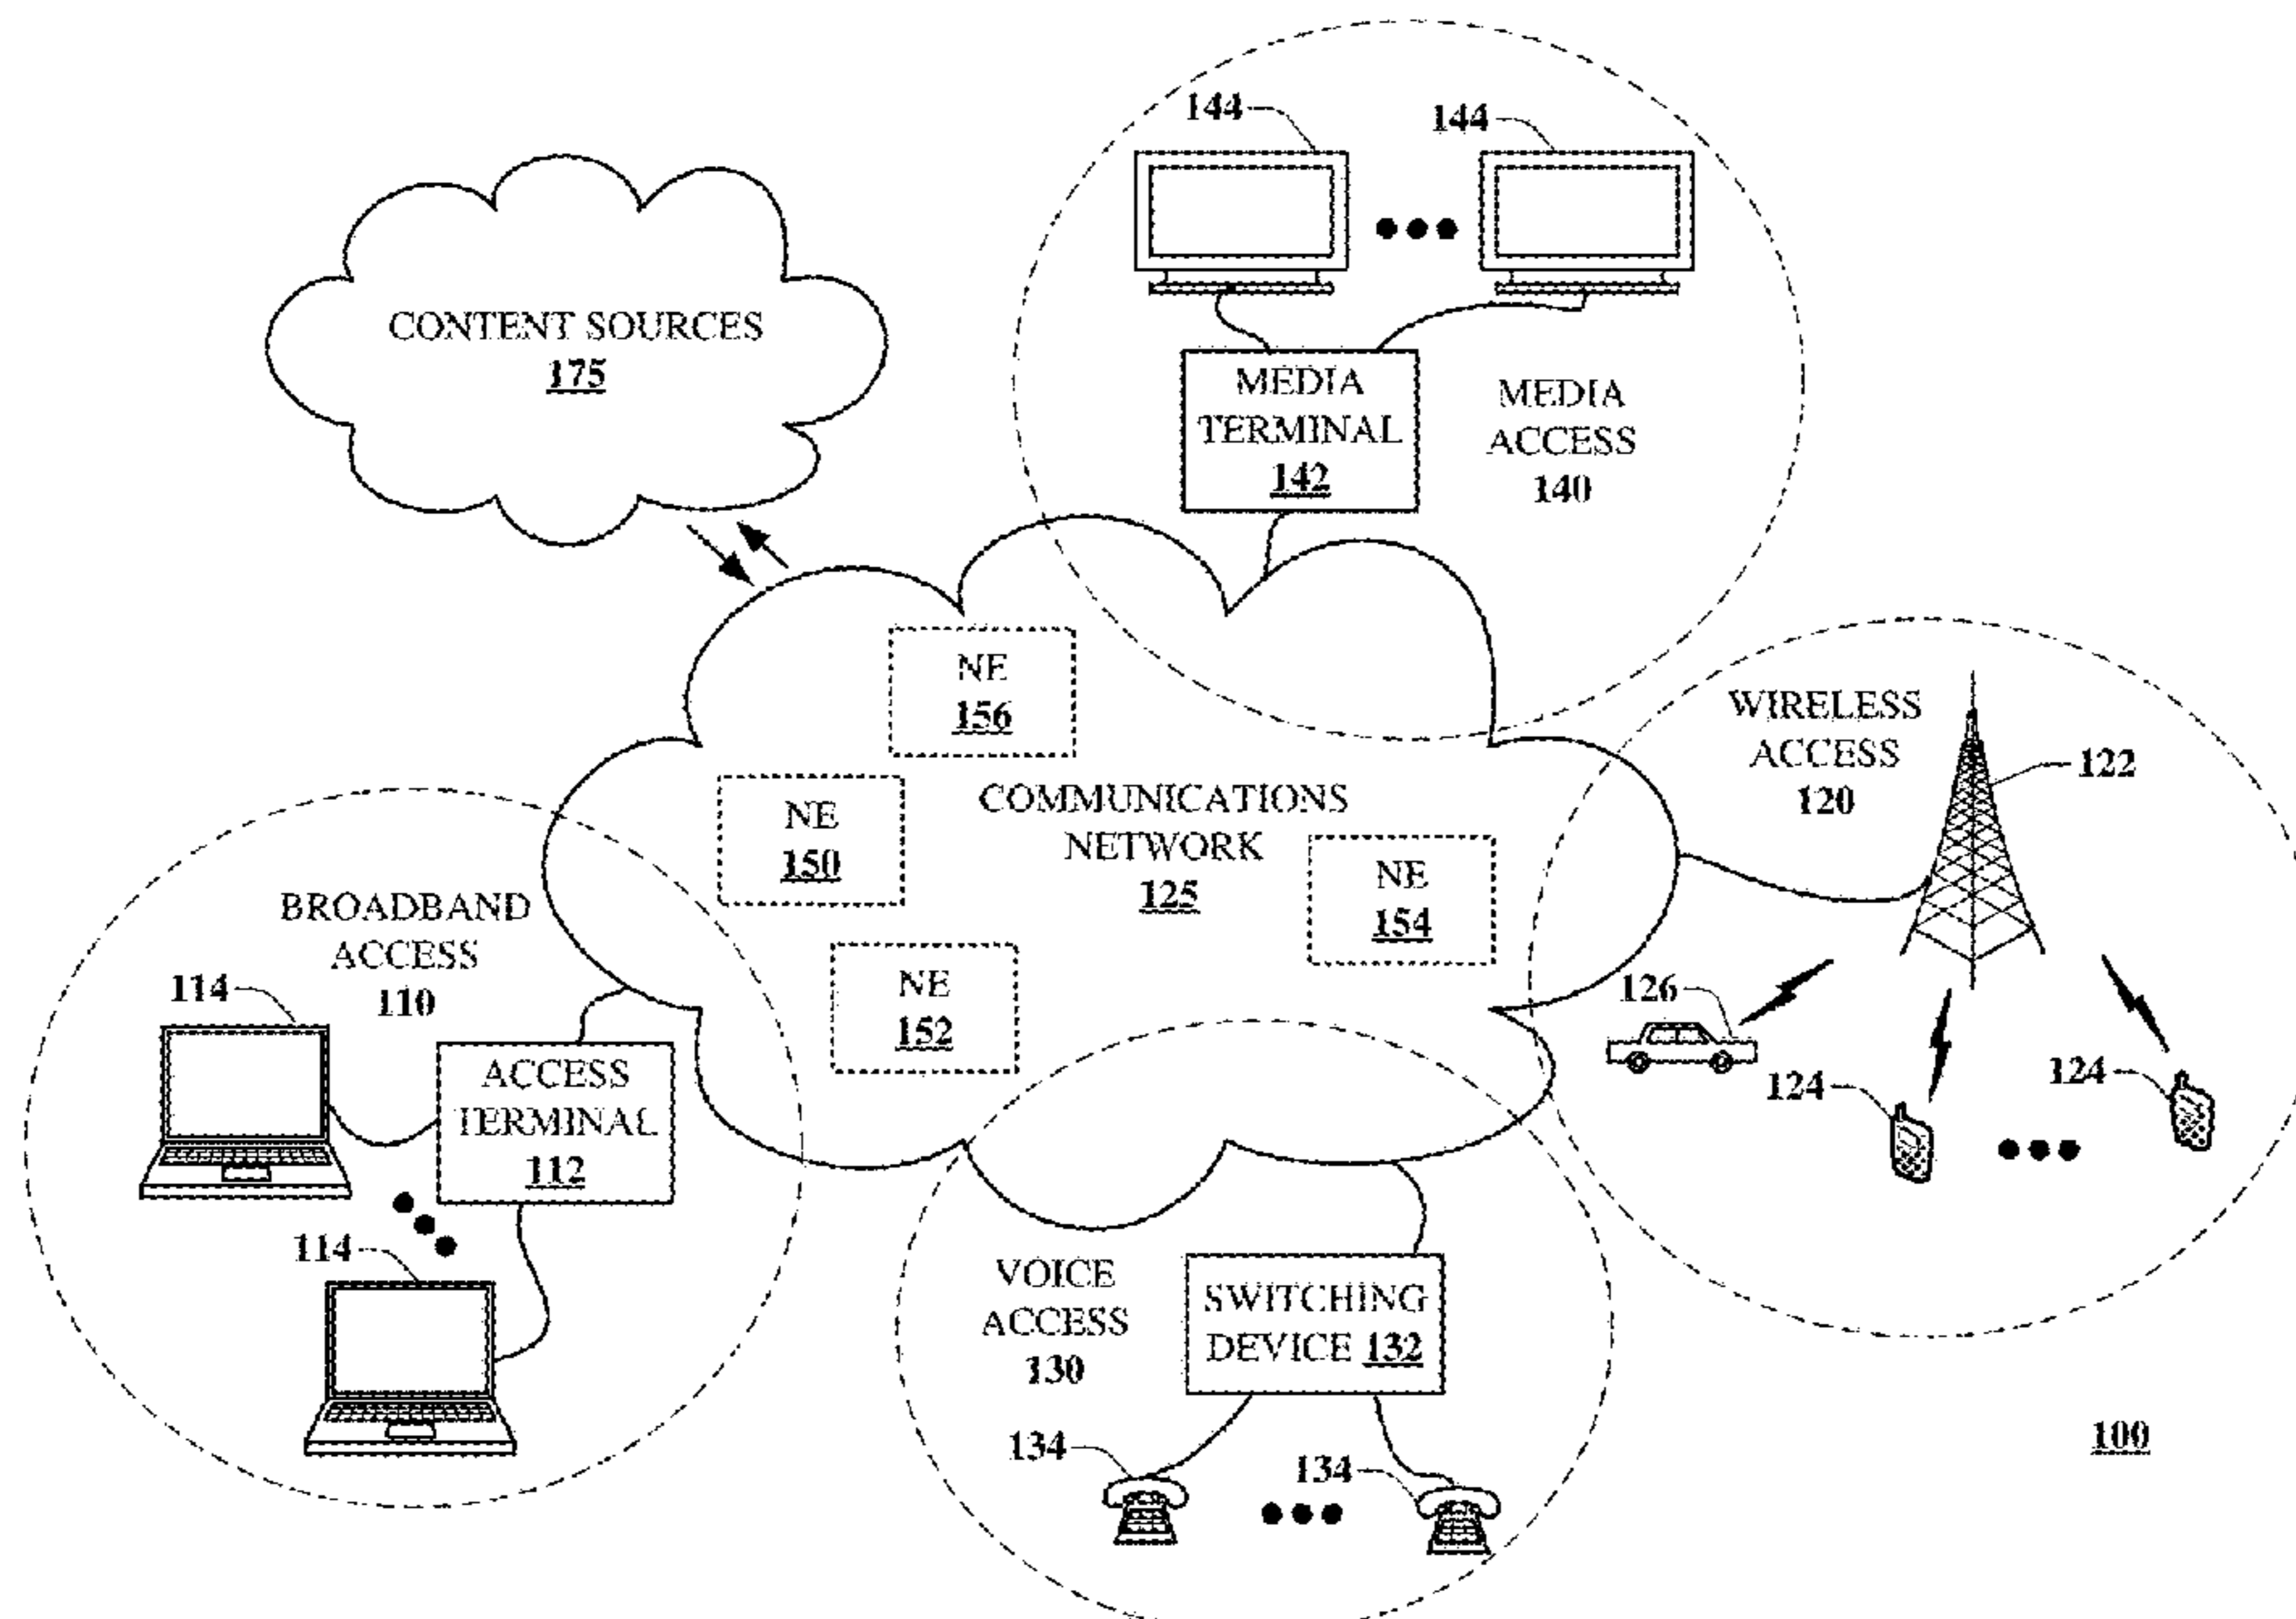 144
144
CONTENT SOURCES
175
MEDIA
TERMINAL
142
MEDIA
ACCESS
140
NE
156
WIRELESS
ACCESS
120
122
NE
150
COMMUNICATIONS
NETWORK
125
NE
154
BROADBAND
ACCESS
110
114
NE
152
126
124
124
ACCESS
TERMINAL
112
114
VOICE
ACCESS
130
SWITCHING
DEVICE 132
134
134
100